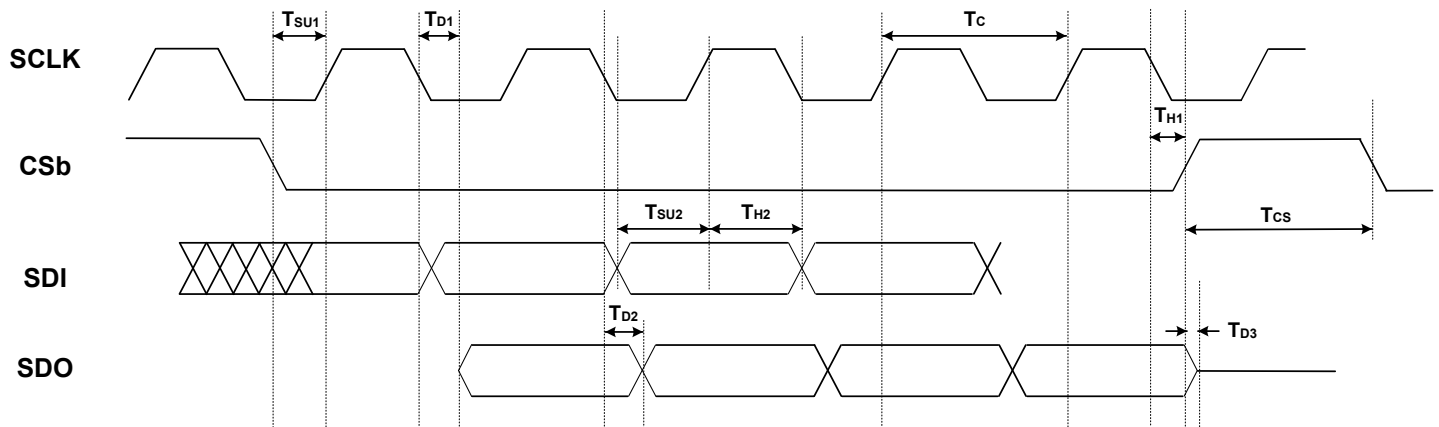 TSU1 TD1 TC
SCLK
TH1
CSb
TSU2 TH2 TCS
SDI
TD2 TD3
SDO